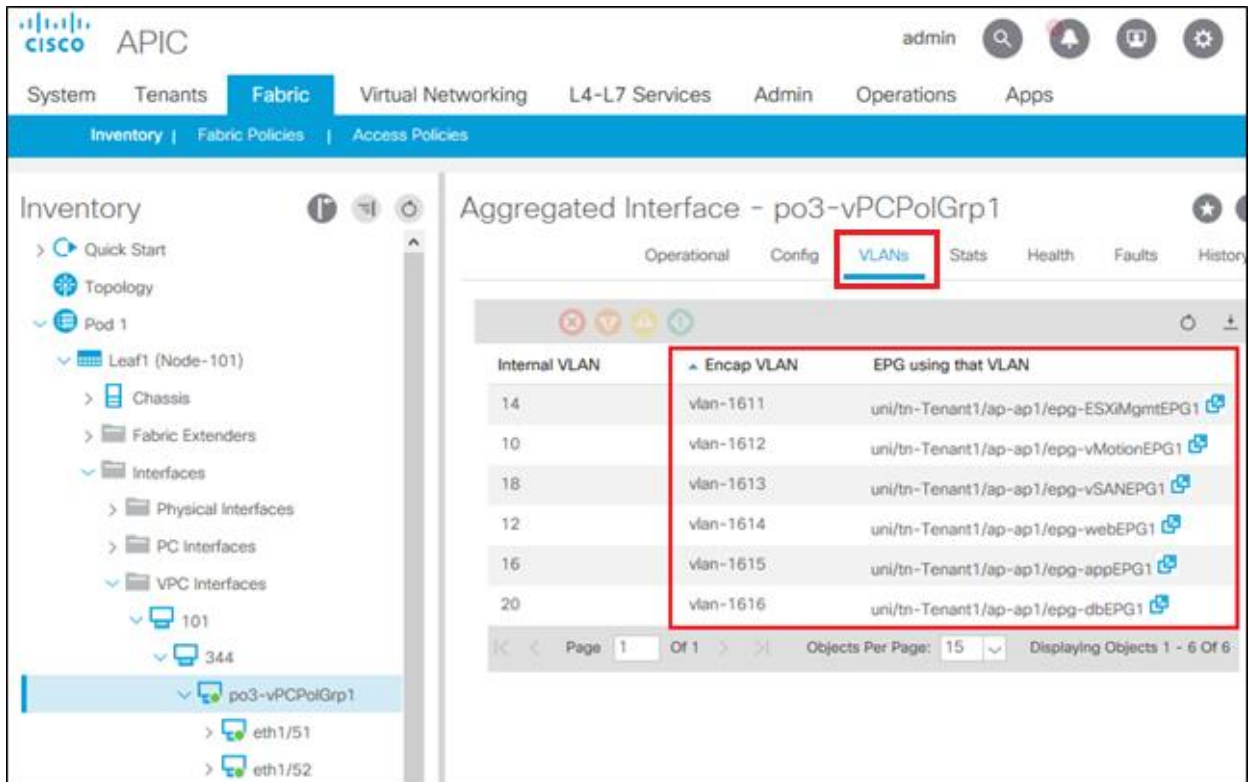 CISCO APIC admin
System Tenants Fabric Virtual Networking L4-L7 Services Admin Operations Apps
Inventory | Fabric Policies | Access Policies
Inventory
Quick Start
Topology
Pod 1
Leaf1 (Node-101)
Chassis
Fabric Extenders
Interfaces
Physical Interfaces
PC Interfaces
VPC Interfaces
101
344
po3-vPCPolGrp1
eth1/51
eth1/52
Aggregated Interface - po3-vPCPolGrp1
Operational Config VLANs Stats Health Faults History
Internal VLAN Encap VLAN EPG using that VLAN
14 vlan-1611 uni/tn-Tenant1/ap-ap1/epg-ESXiMgmtEPG1
10 vlan-1612 uni/tn-Tenant1/ap-ap1/epg-vMotionEPG1
18 vlan-1613 uni/tn-Tenant1/ap-ap1/epg-vSANEPG1
12 vlan-1614 uni/tn-Tenant1/ap-ap1/epg-webEPG1
16 vlan-1615 uni/tn-Tenant1/ap-ap1/epg-appEPG1
20 vlan-1616 uni/tn-Tenant1/ap-ap1/epg-dbEPG1
Page 1 Of 1 Objects Per Page: 15 Displaying Objects 1 - 6 Of 6